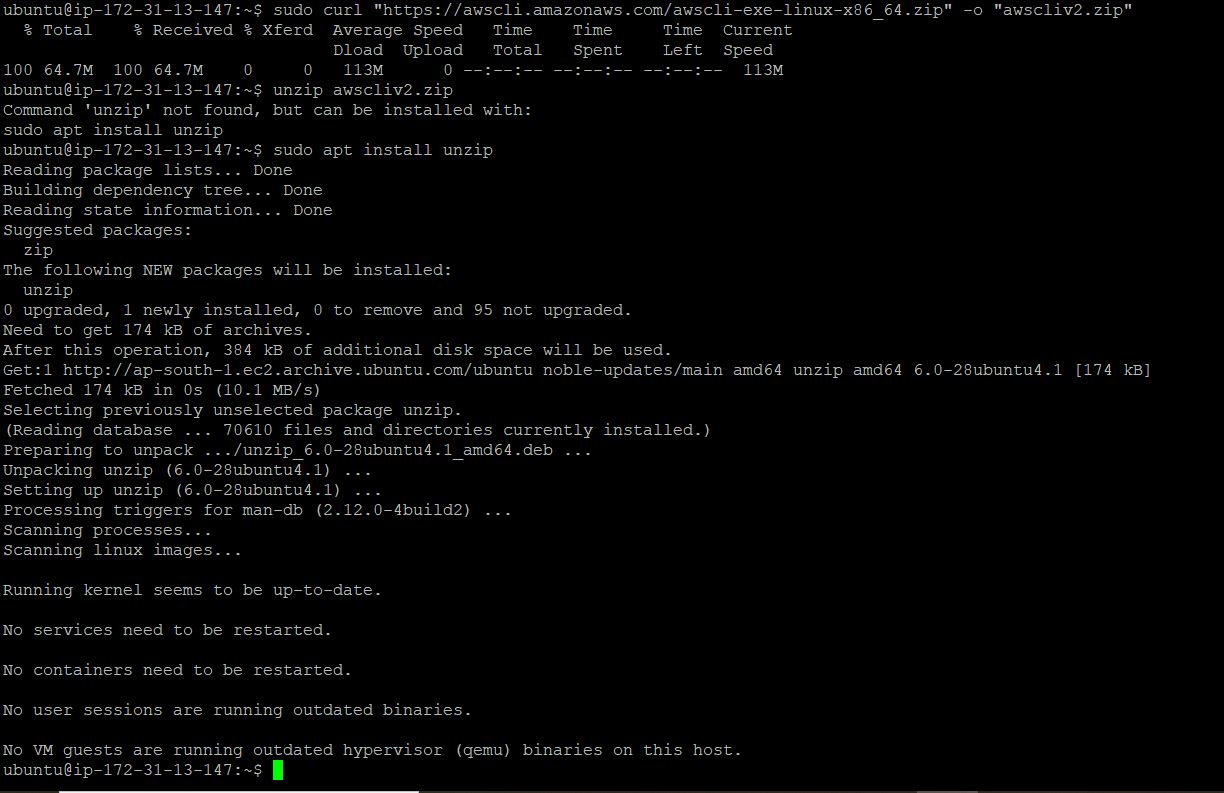 ubuntu@ip-172-31-13-147:~$ sudo curl "https://awscli.amazonaws.com/awscli-exe-linux-x86_64.zip" -o "awscliv2.zip"
  % Total    % Received % Xferd  Average Speed   Time    Time     Time  Current
                                 Dload  Upload   Total   Spent    Left  Speed
100 64.7M  100 64.7M    0     0   113M      0 --:--:-- --:--:-- --:--:--  113M
ubuntu@ip-172-31-13-147:~$ unzip awscliv2.zip
Command 'unzip' not found, but can be installed with:
sudo apt install unzip
ubuntu@ip-172-31-13-147:~$ sudo apt install unzip
Reading package lists... Done
Building dependency tree... Done
Reading state information... Done
Suggested packages:
  zip
The following NEW packages will be installed:
  unzip
0 upgraded, 1 newly installed, 0 to remove and 95 not upgraded.
Need to get 174 kB of archives.
After this operation, 384 kB of additional disk space will be used.
Get:1 http://ap-south-1.ec2.archive.ubuntu.com/ubuntu noble-updates/main amd64 unzip amd64 6.0-28ubuntu4.1 [174 kB]
Fetched 174 kB in 0s (10.1 MB/s)
Selecting previously unselected package unzip.
(Reading database ... 70610 files and directories currently installed.)
Preparing to unpack .../unzip_6.0-28ubuntu4.1_amd64.deb ...
Unpacking unzip (6.0-28ubuntu4.1) ...
Setting up unzip (6.0-28ubuntu4.1) ...
Processing triggers for man-db (2.12.0-4build2) ...
Scanning processes...
Scanning linux images...

Running kernel seems to be up-to-date.

No services need to be restarted.

No containers need to be restarted.

No user sessions are running outdated binaries.

No VM guests are running outdated hypervisor (qemu) binaries on this host.
ubuntu@ip-172-31-13-147:~$